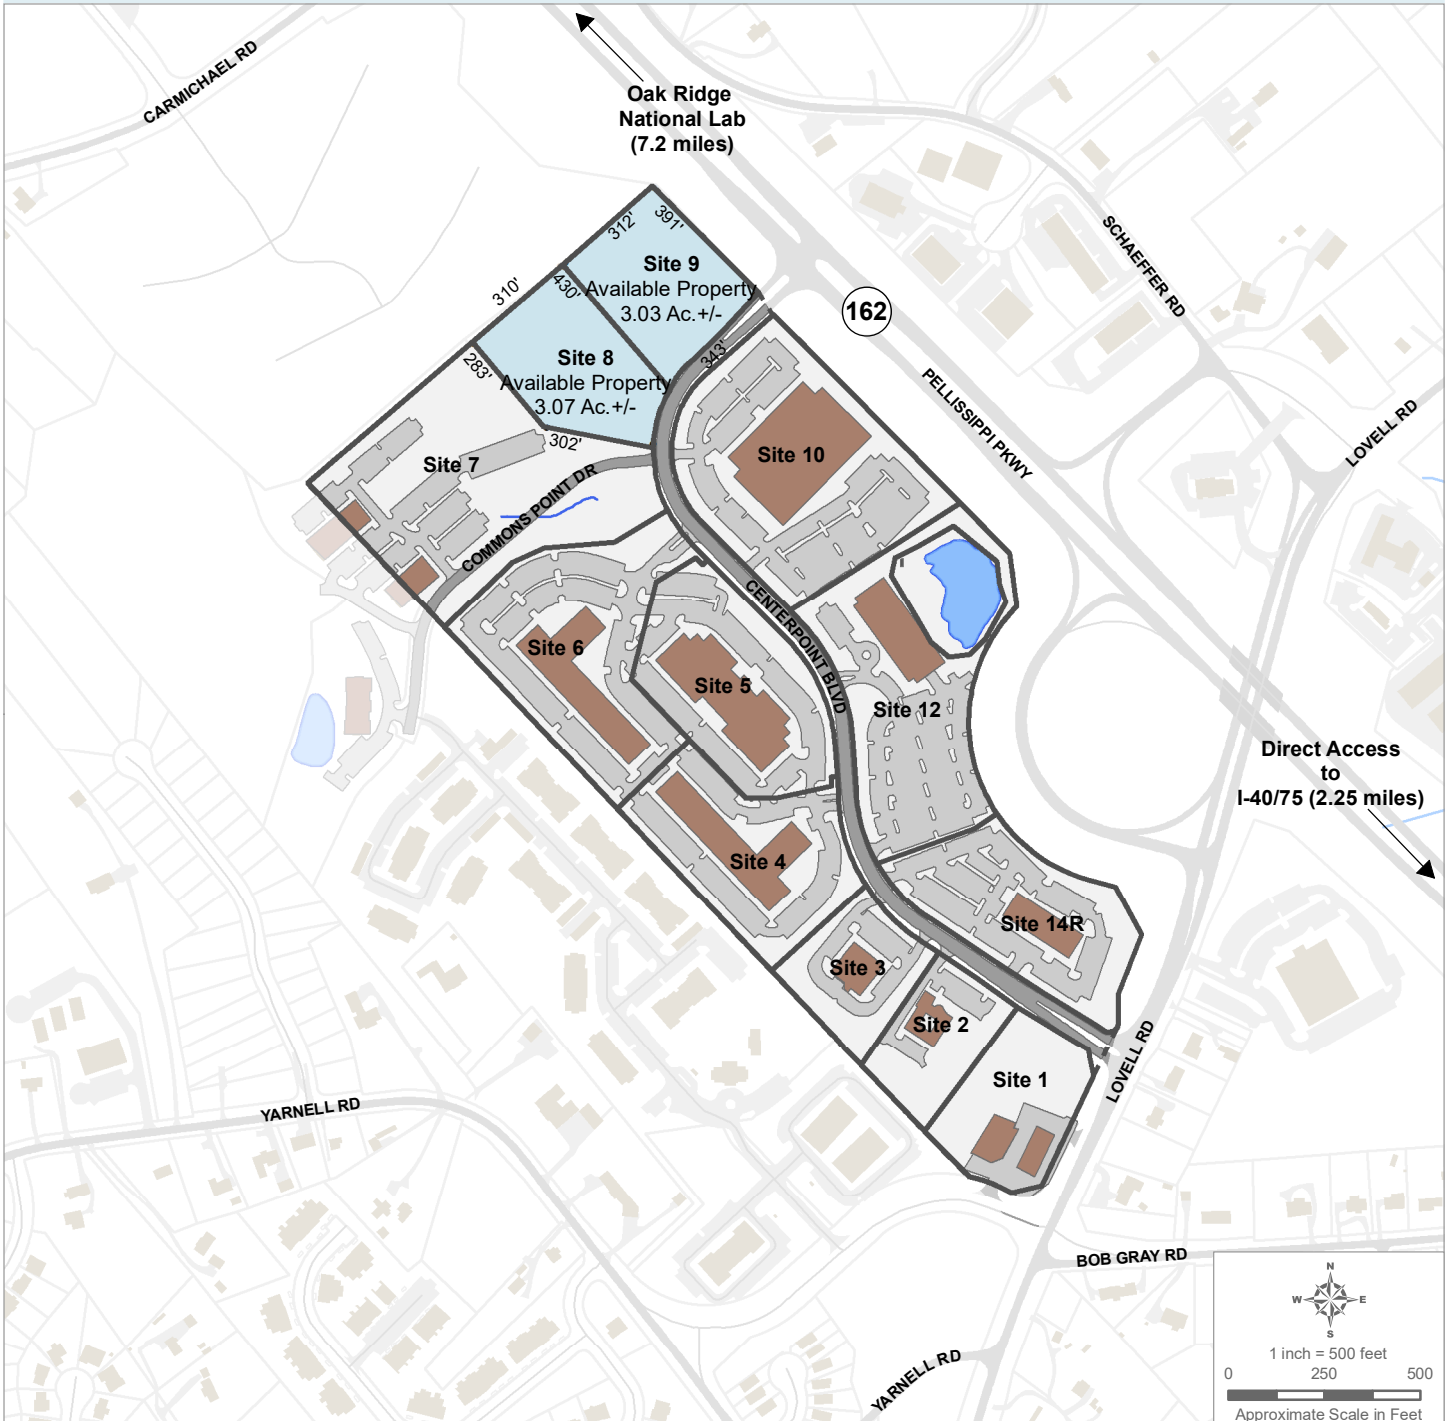 CARMICHAEL RD
Oak Ridge
National Lab
(7.2 miles)
SCHAEFFER RD
312'
391'
Site 9
Available Property
3.03 Ac.+/-
310'
430'
162
343'
Site 8
Available Property
3.07 Ac.+/-
283'
302'
PELLISSIPPI PKWY
LOVELL RD
Site 7
Site 10
COMMONS POINT DR
CENTERPOINT BLVD
Site 6
Site 5
Site 12
Direct Access
to
I-40/75 (2.25 miles)
Site 4
Site 14R
Site 3
Site 2
Site 1
LOVELL RD
YARNELL RD
BOB GRAY RD
YARNELL RD
N
W
E
S
1 inch = 500 feet
0 250 500
Approximate Scale in Feet